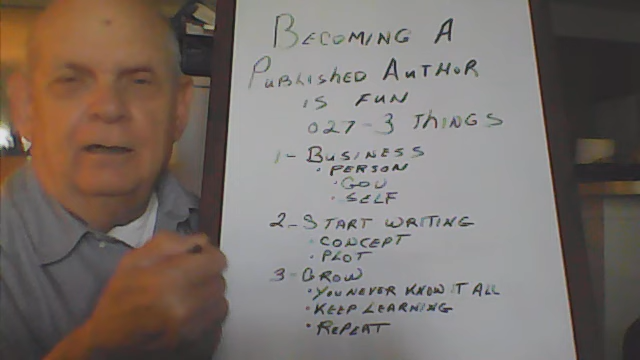 BECOMING A
PUBLISHED AUTHOR
IS FUN
027-3 THINGS
1- BUSINESS
• PERSON
• GOV
• SELF
2- START WRITING
• CONCEPT
• PLOT
3- GROW
• YOU NEVER KNOW IT ALL
• KEEP LEARNING
• REPEAT